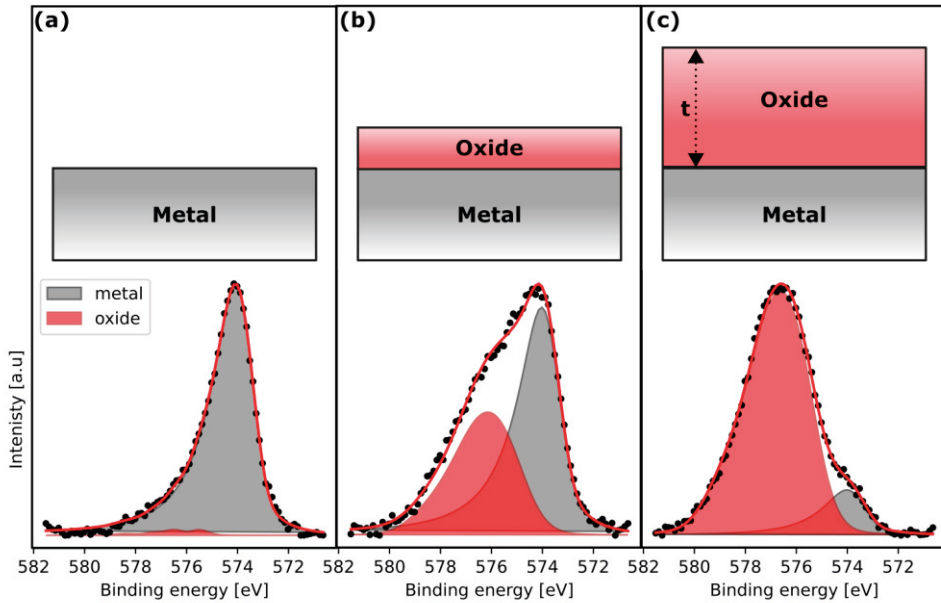 (a)
(b)
(c)
Oxide
t
Oxide
Metal
Metal
Metal
metal
oxide
Intenisty [a.u]
582 580 578 576 574 572
582 580 578 576 574 572
582 580 578 576 574 572
Binding energy [eV]
Binding energy [eV]
Binding energy [eV]